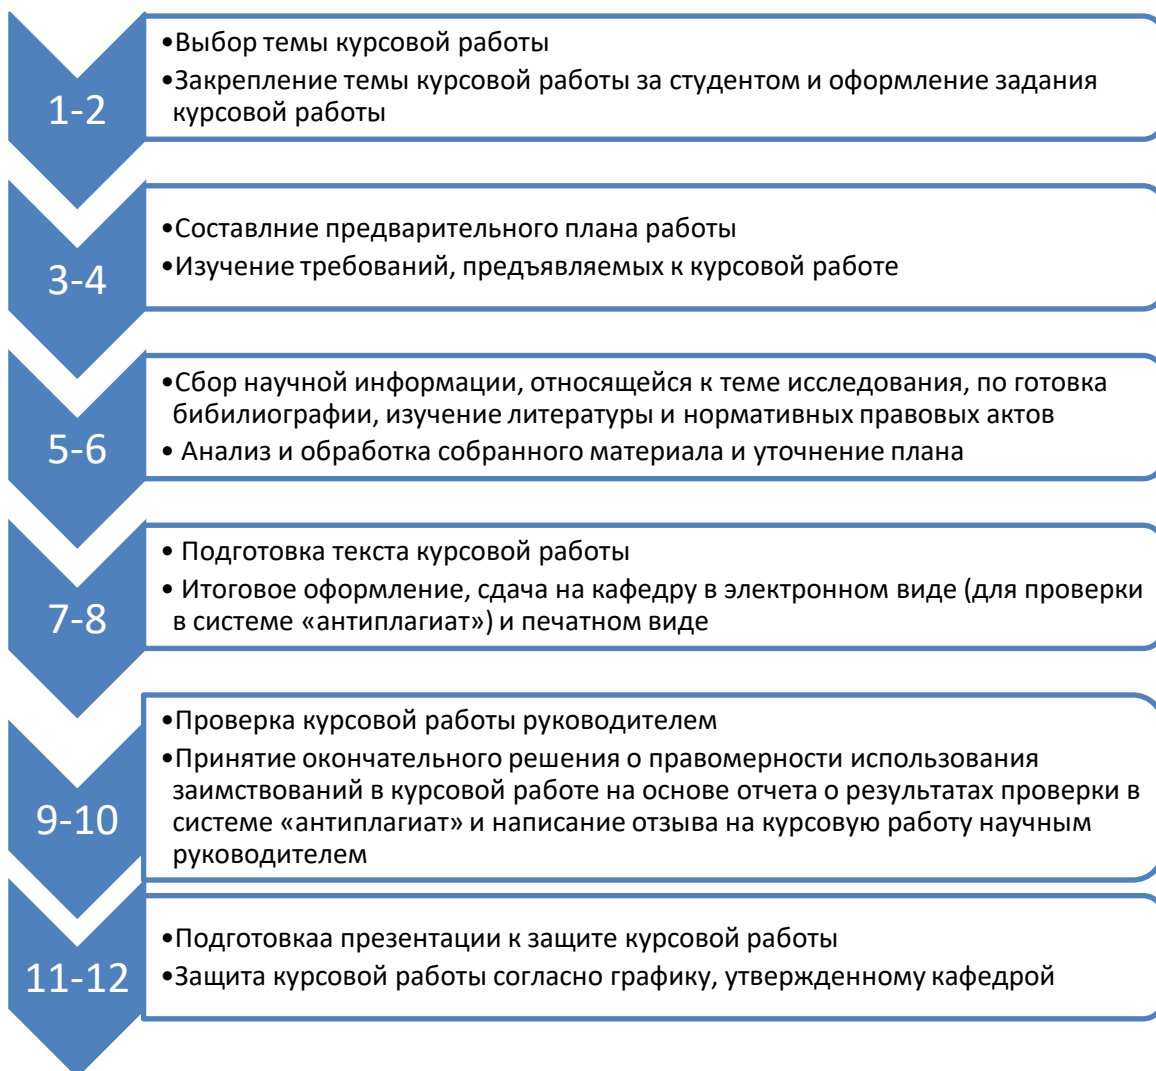 1-2
•Выбор темы курсовой работы
•Закрепление темы курсовой работы за студентом и оформление задания
курсовой работы
3-4
•Составлние предварительного плана работы
•Изучение требований, предъявляемых к курсовой работе
5-6
•Сбор научной информации, относящейся к теме исследования, по готовка
бибилиографии, изучение литературы и нормативных правовых актов
• Анализ и обработка собранного материала и уточнение плана
7-8
• Подготовка текста курсовой работы
• Итоговое оформление, сдача на кафедру в электронном виде (для проверки
в системе «антиплагиат») и печатном виде
9-10
•Проверка курсовой работы руководителем
•Принятие окончательного решения о правомерности использования
заимствований в курсовой работе на основе отчета о результатах проверки в
системе «антиплагиат» и написание отзыва на курсовую работу научным
руководителем
11-12
•Подготовкаа презентации к защите курсовой работы
•Защита курсовой работы согласно графику, утвержденному кафедрой